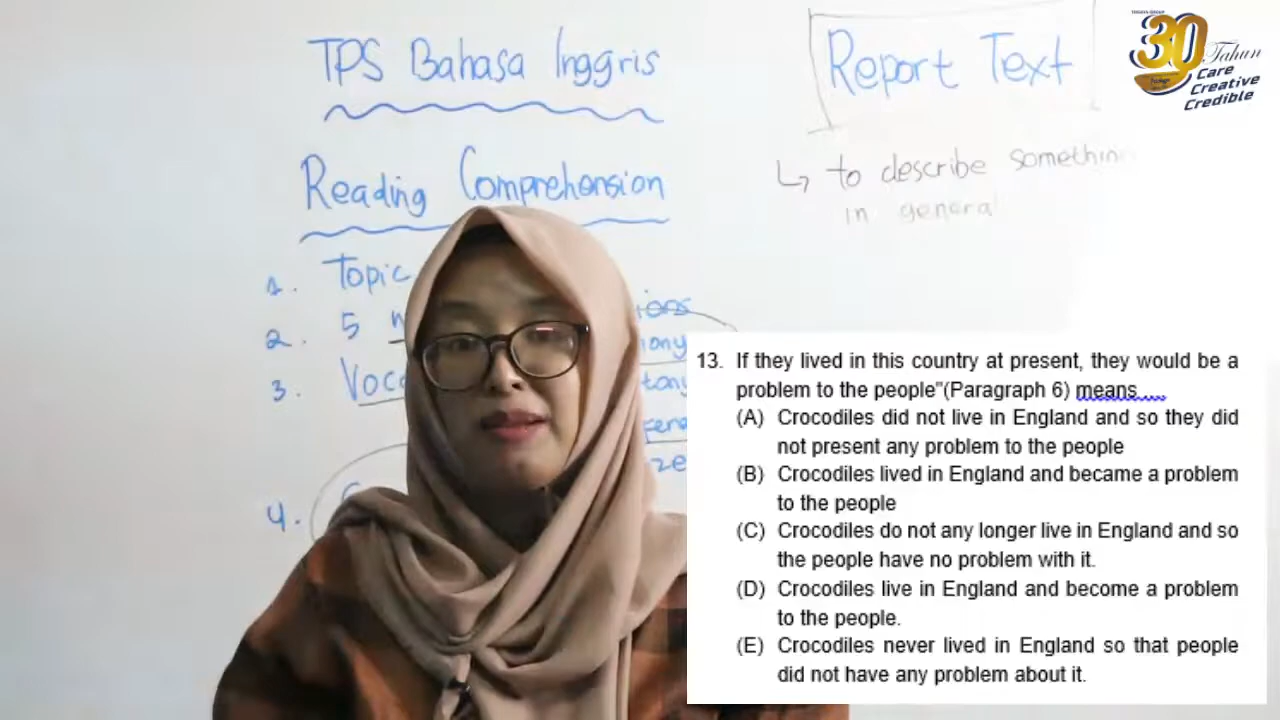 TPS Bahasa Inggris
Reading Comprehension
1. Topic
2. 5
3.
4.
Report Text
↳ to describe
in general
30 Tahun
Care
Creative
Credible
13. If they lived in this country at present, they would be a
problem to the people"(Paragraph 6) means....
(A) Crocodiles did not live in England and so they did
not present any problem to the people
(B) Crocodiles lived in England and became a problem
to the people
(C) Crocodiles do not any longer live in England and so
the people have no problem with it.
(D) Crocodiles live in England and become a problem
to the people.
(E) Crocodiles never lived in England so that people
did not have any problem about it.